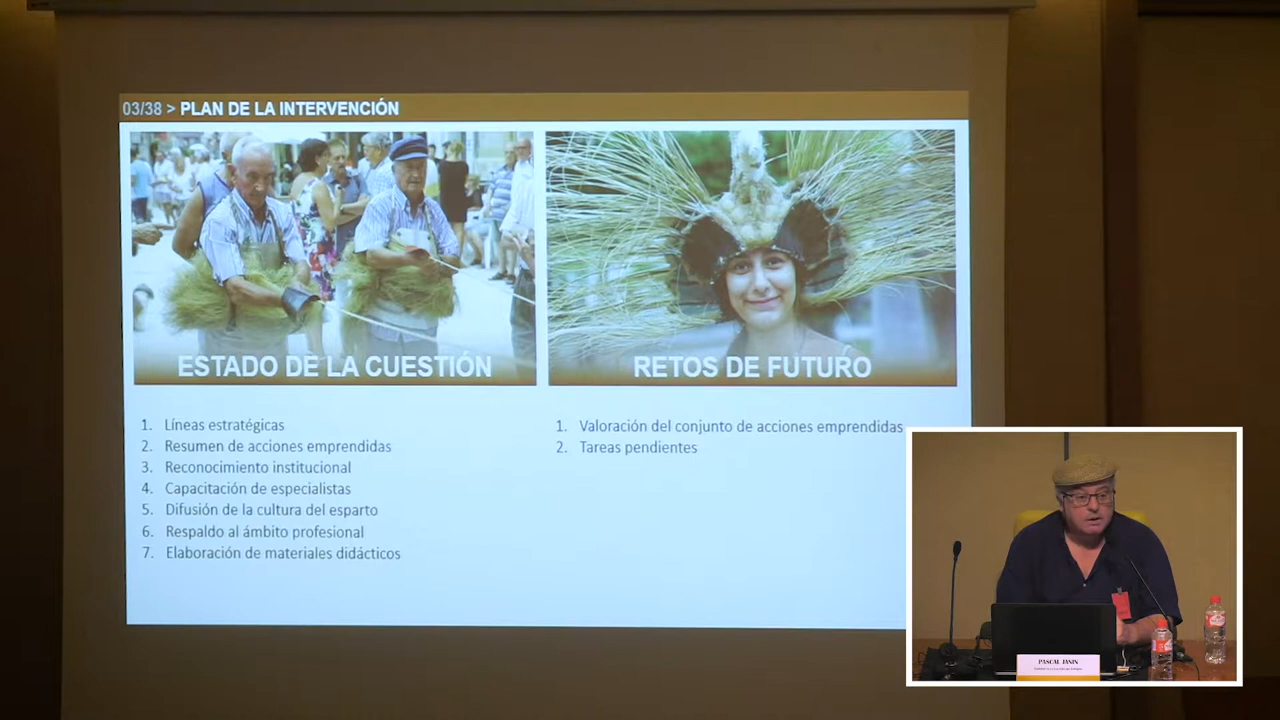 03/38 > PLAN DE LA INTERVENCIÓN
ESTADO DE LA CUESTIÓN
1. Líneas estratégicas
2. Resumen de acciones emprendidas
3. Reconocimiento institucional
4. Capacitación de especialistas
5. Difusión de la cultura del esparto
6. Respaldo al ámbito profesional
7. Elaboración de materiales didácticos
RETOS DE FUTURO
1. Valoración del conjunto de acciones emprendidas
2. Tareas pendientes
PASCAL JANIN